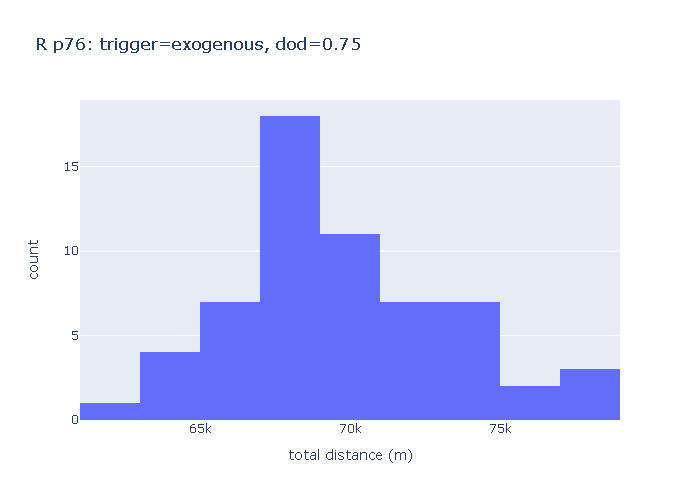 R p76: trigger=exogenous, dod=0.75
15
10
5
0
count
65k
70k
75k
total distance (m)